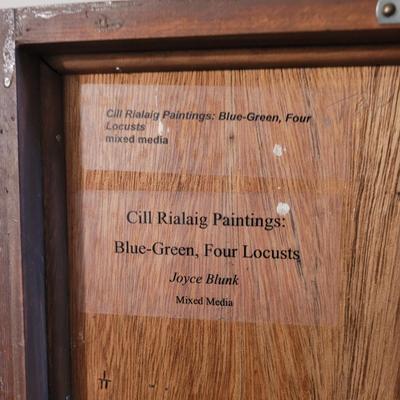 Cill Rialaig Paintings: Blue-Green, Four
Locusts
mixed media
Cill Rialaig Paintings:
Blue-Green, Four Locusts
Joyce Blunk
Mixed Media